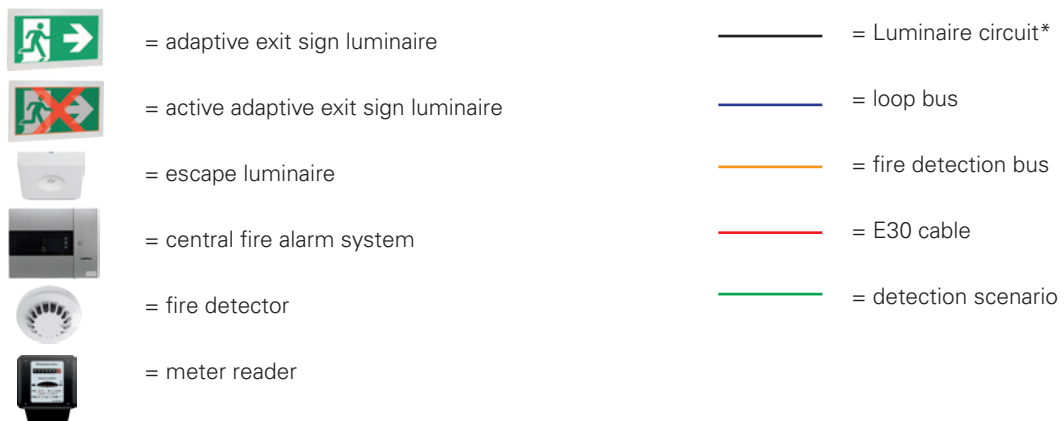 = adaptive exit sign luminaire
= active adaptive exit sign luminaire
= escape luminaire
= central fire alarm system
= fire detector
= meter reader
= Luminaire circuit*
= loop bus
= fire detection bus
= E30 cable
= detection scenario